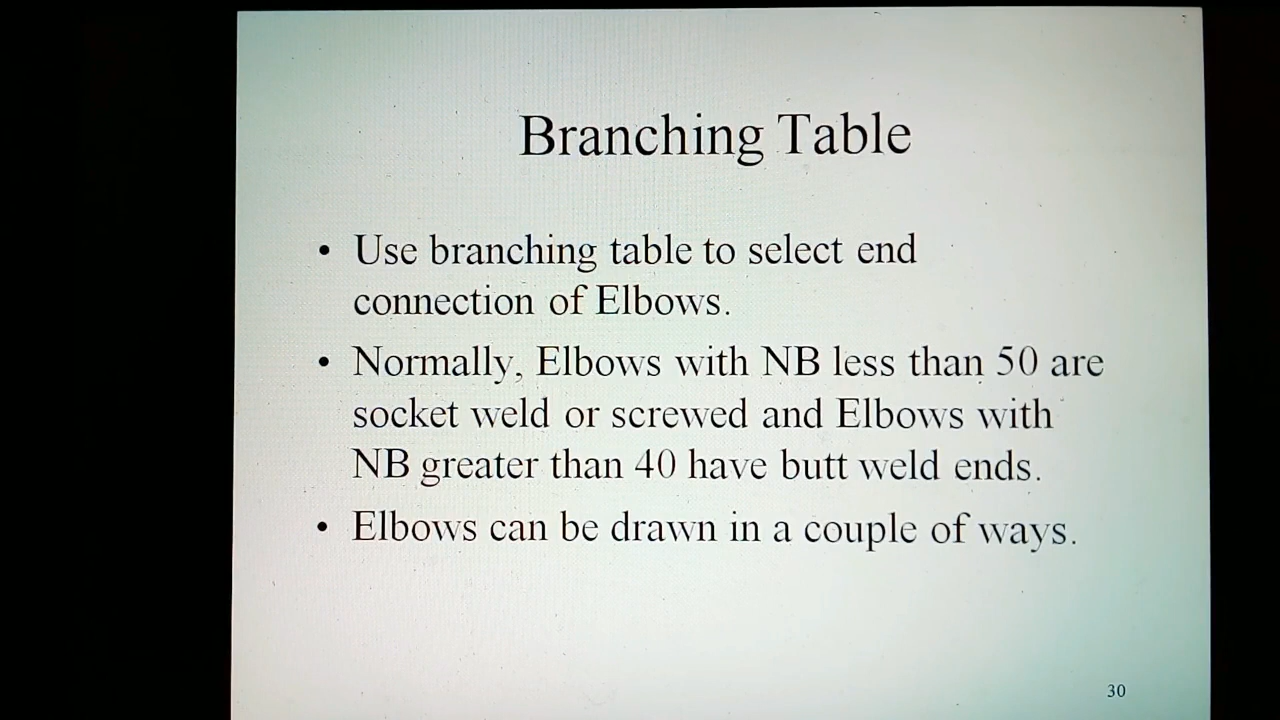 Branching Table
• Use branching table to select end
connection of Elbows.
• Normally, Elbows with NB less than 50 are
socket weld or screwed and Elbows with
NB greater than 40 have butt weld ends.
• Elbows can be drawn in a couple of ways.
30